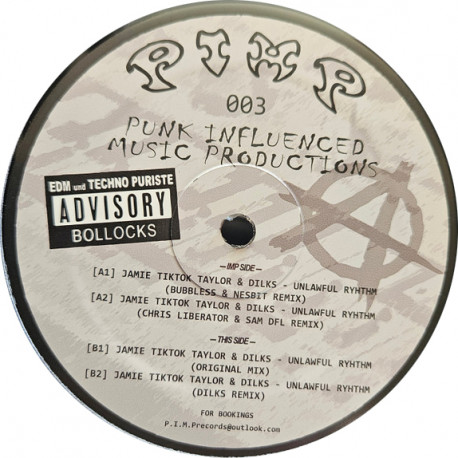 PIMP
003
PUNK INFLUENCED
MUSIC PRODUCTIONS
EDM und TECHNO PURISTE
ADVISORY
BOLLOCKS
—IMP SIDE—
[A1] JAMIE TIKTOK TAYLOR & DILKS - UNLAWFUL RYHTHM
(BUBBLESS & NESBIT REMIX)
[A2] JAMIE TIKTOK TAYLOR & DILKS - UNLAWFUL RYHTHM
(CHRIS LIBERATOR & SAM DFL REMIX)
—THIS SIDE—
[B1] JAMIE TIKTOK TAYLOR & DILKS - UNLAWFUL RYHTHM
(ORIGINAL MIX)
[B2] JAMIE TIKTOK TAYLOR & DILKS - UNLAWFUL RYHTHM
(DILKS REMIX)
FOR BOOKINGS
P.I.M.Precords@outlook.com